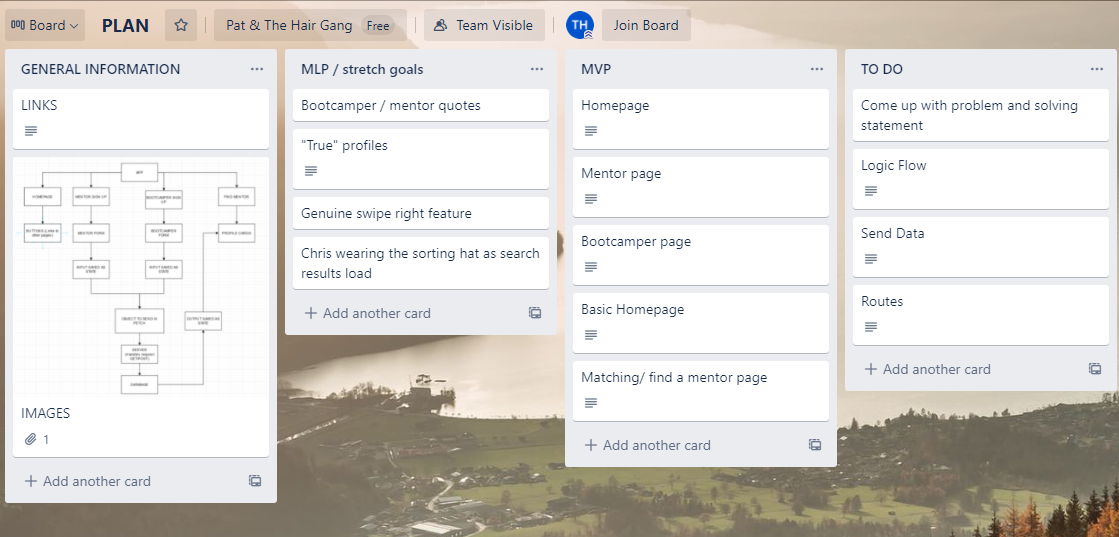 Board
PLAN
Pat & The Hair Gang Free
Team Visible
TH
Join Board
GENERAL INFORMATION
LINKS
APP
HOMEPAGE
MENTOR SIGN UP
BOOTCAMPER SIGN UP
FIND MENTOR
MENTOR FORM
BOOTCAMPER FORM
PROFILE CARDS
INPUT SAVED AS STATE
INPUT SAVED AS STATE
OBJECT TO SEND IN FETCH
OUTPUT SAVED AS STATE
SERVER
DATABASE
IMAGES
1
+ Add another card
MLP / stretch goals
Bootcamper / mentor quotes
"True" profiles
Genuine swipe right feature
Chris wearing the sorting hat as search
results load
+ Add another card
MVP
Homepage
Mentor page
Bootcamper page
Basic Homepage
Matching/ find a mentor page
+ Add another card
TO DO
Come up with problem and solving
statement
Logic Flow
Send Data
Routes
+ Add another card